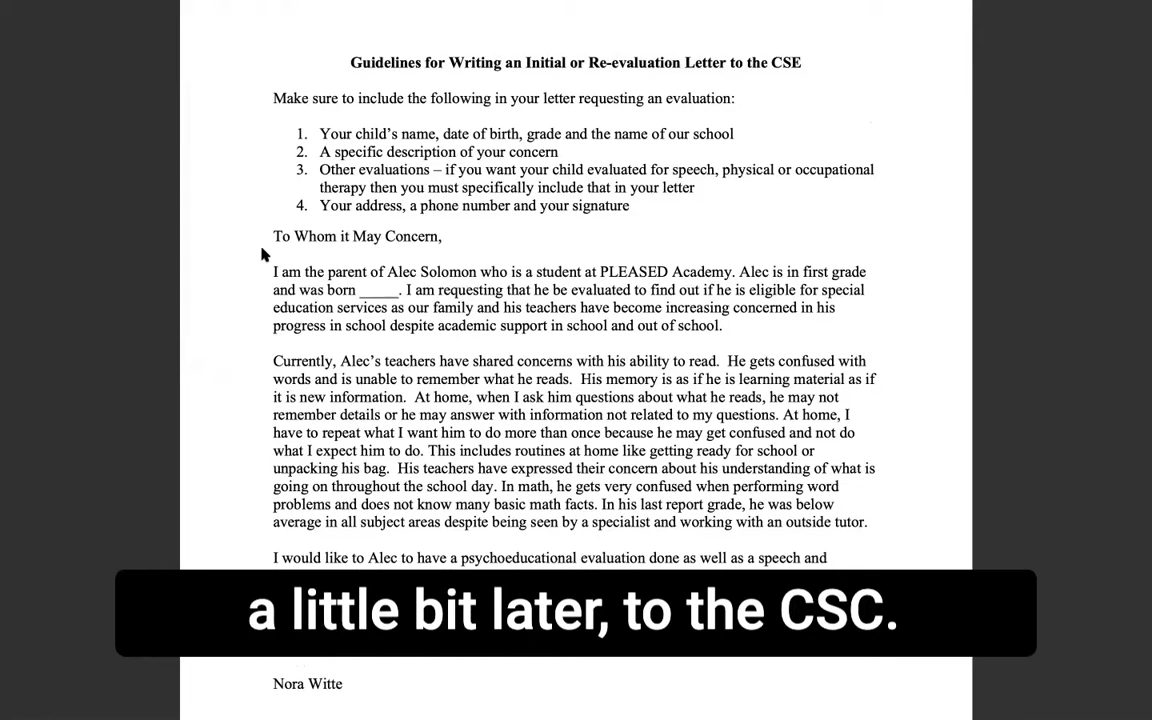 Guidelines for Writing an Initial or Re-evaluation Letter to the CSE
Make sure to include the following in your letter requesting an evaluation:
1. Your child's name, date of birth, grade and the name of our school
2. A specific description of your concern
3. Other evaluations – if you want your child evaluated for speech, physical or occupational
therapy then you must specifically include that in your letter
4. Your address, a phone number and your signature
To Whom it May Concern,
I am the parent of Alec Solomon who is a student at PLEASED Academy. Alec is in first grade
and was born _____. I am requesting that he be evaluated to find out if he is eligible for special
education services as our family and his teachers have become increasing concerned in his
progress in school despite academic support in school and out of school.
Currently, Alec's teachers have shared concerns with his ability to read.  He gets confused with
words and is unable to remember what he reads.  His memory is as if he is learning material as if
it is new information.  At home, when I ask him questions about what he reads, he may not
remember details or he may answer with information not related to my questions. At home, I
have to repeat what I want him to do more than once because he may get confused and not do
what I expect him to do. This includes routines at home like getting ready for school or
unpacking his bag.  His teachers have expressed their concern about his understanding of what is
going on throughout the school day. In math, he gets very confused when performing word
problems and does not know many basic math facts. In his last report grade, he was below
average in all subject areas despite being seen by a specialist and working with an outside tutor.
I would like to Alec to have a psychoeducational evaluation done as well as a speech and
a little bit later, to the CSC.
Nora Witte